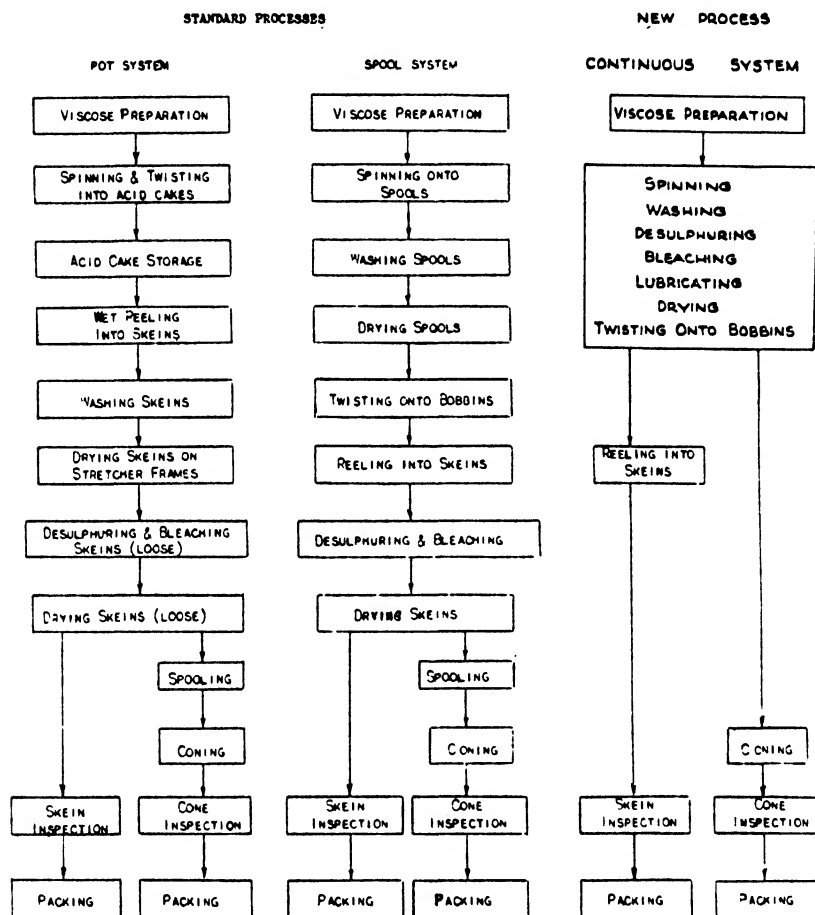 STANDARD PROCESSES
NEW PROCESS
POT SYSTEM
SPOOL SYSTEM
CONTINUOUS SYSTEM
VISCOSE PREPARATION
SPINNING & TWISTING
INTO ACID CAKES
ACID CAKE STORAGE
WET PEELING
INTO SKEINS
WASHING SKEINS
DRYING SKEINS ON
STRETCHER FRAMES
DESULPHURING & BLEACHING
SKEINS (LOOSE)
DRYING SKEINS (LOOSE)
SPOOLING
CONING
SKEIN
INSPECTION
CONE
INSPECTION
PACKING
PACKING
VISCOSE PREPARATION
SPINNING ONTO
SPOOLS
WASHING SPOOLS
DRYING SPOOLS
TWISTING ONTO BOBBINS
REELING INTO SKEINS
DESULPHURING & BLEACHING
DRYING SKEINS
SPOOLING
CONING
SKEIN
INSPECTION
CONE
INSPECTION
PACKING
PACKING
VISCOSE PREPARATION
SPINNING
WASHING
DESULPHURING
BLEACHING
LUBRICATING
DRYING
TWISTING ONTO BOBBINS
REELING INTO
SKEINS
CONING
SKEIN
INSPECTION
CONE
INSPECTION
PACKING
PACKING